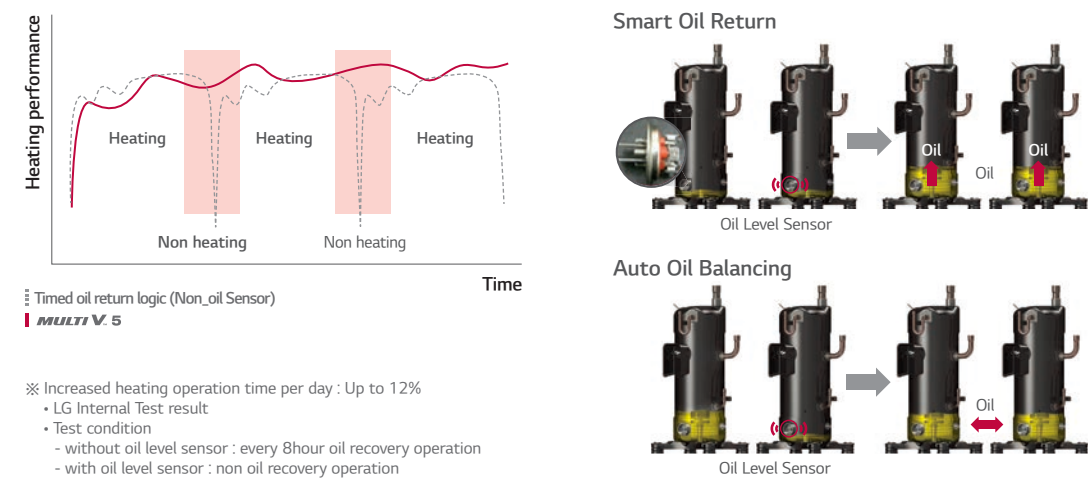 Heating performance
Heating
Heating
Heating
Non heating
Non heating
Time
Timed oil return logic (Non_oil Sensor)
MULTI V™ 5
※ Increased heating operation time per day : Up to 12%
• LG Internal Test result
• Test condition
- without oil level sensor : every 8hour oil recovery operation
- with oil level sensor : non oil recovery operation
Smart Oil Return
Oil
Oil
Oil
Oil Level Sensor
Auto Oil Balancing
Oil
Oil Level Sensor